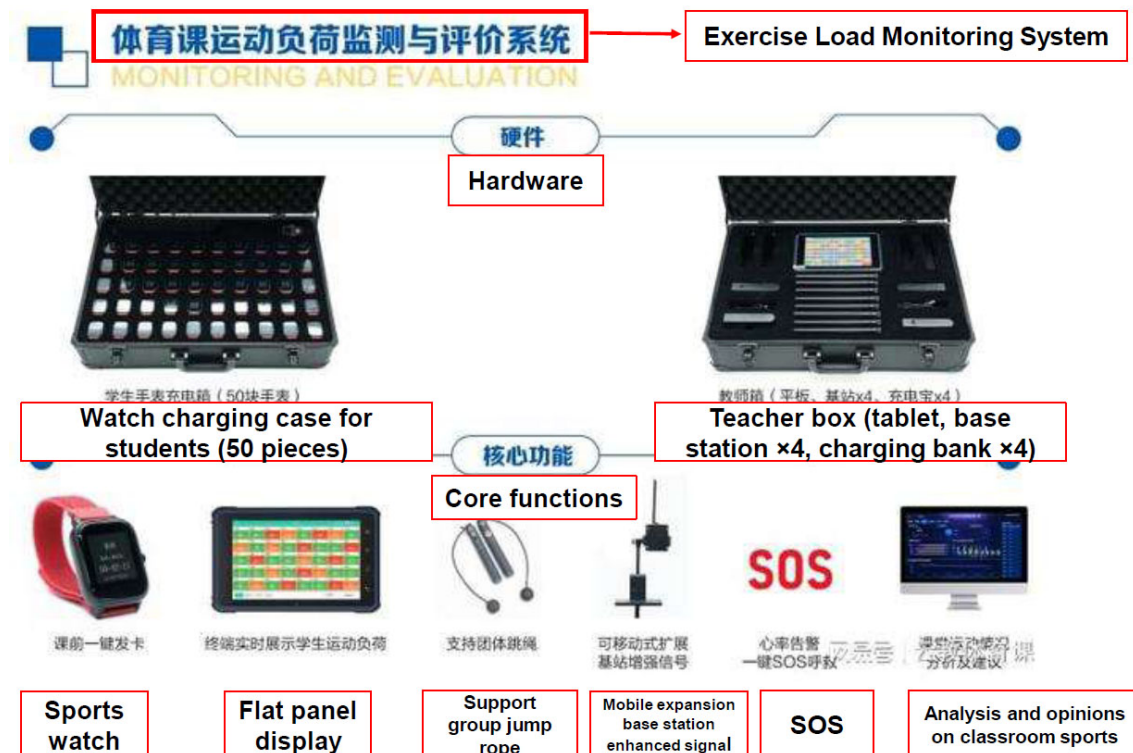 体育课运动负荷监测与评价系统
Exercise Load Monitoring System
MONITORING AND EVALUATION
硬件
Hardware
学生手表充电箱（50块手表）
教师箱（平板、基站x4、充电宝x4）
Watch charging case for
students (50 pieces)
Teacher box (tablet, base
station ×4, charging bank ×4)
核心功能
Core functions
SOS
课前一键发卡
终端实时展示学生运动负荷
支持团体跳绳
可移动式扩展
基站增强信号
心率告警
一键SOS呼救
课堂运动情况
分析及建议
Sports
watch
Flat panel
display
Support
group jump
rope
Mobile expansion
base station
enhanced signal
SOS
Analysis and opinions
on classroom sports